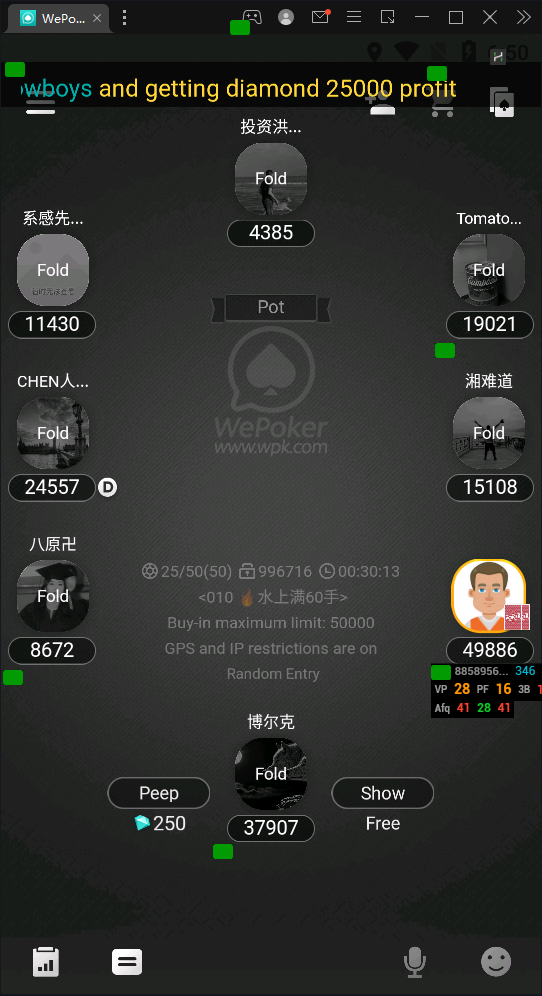 WePo...
6:50
owboys and getting diamond 25000 profit
投资洪...
Fold
4385
系感先...
Fold
11430
Tomato...
Fold
19021
Pot
WePoker
www.wpk.com
CHEN人...
Fold
24557
D
湘难道
Fold
15108
八原卍
Fold
8672
25/50(50) 996716 00:30:13
<010 水上满60手>
Buy-in maximum limit: 50000
GPS and IP restrictions are on
Random Entry
49886
8858956... 346
VP 28 PF 16 3B
Afq 41 28 41
博尔克
Fold
37907
Peep
250
Show
Free